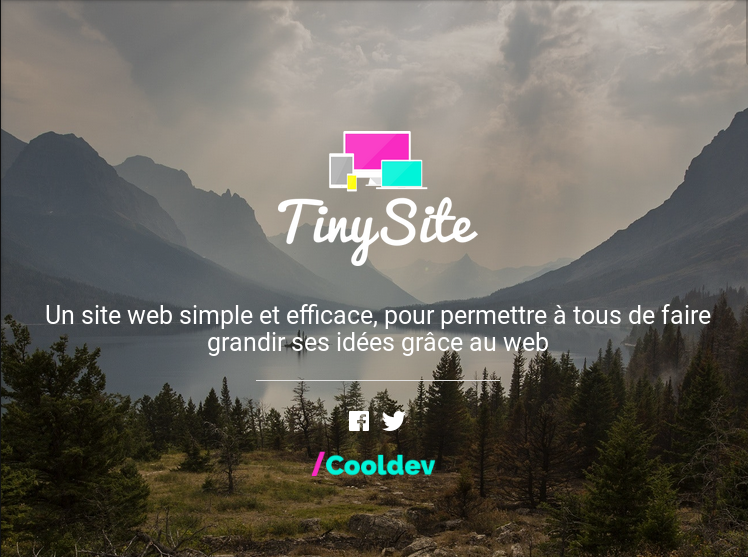 TinySite
Un site web simple et efficace, pour permettre à tous de faire
grandir ses idées grâce au web
/Cooldev